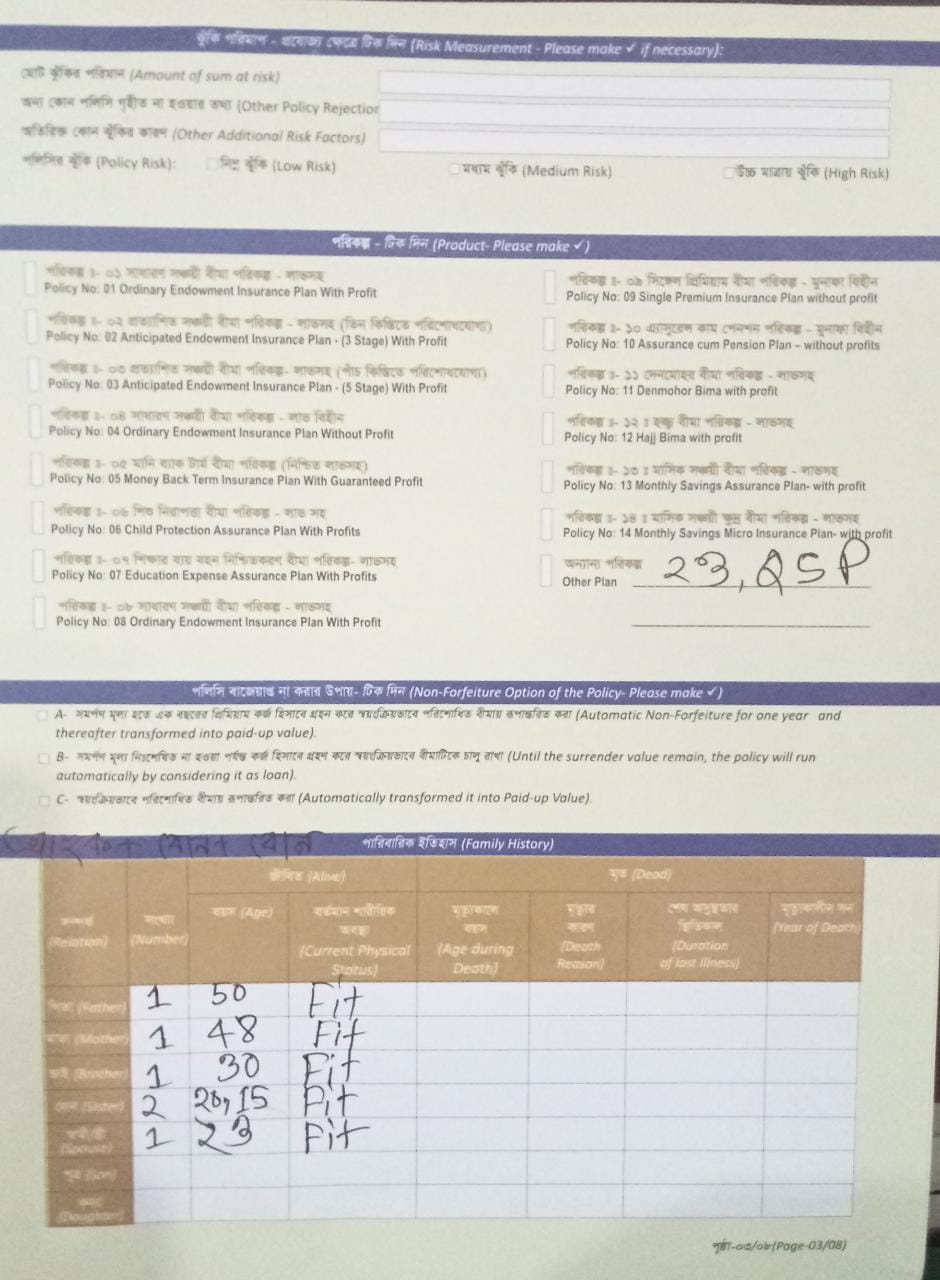 ঝুঁকি পরিমাপ - প্রযোজ্য ক্ষেত্রে টিক দিন (Risk Measurement - Please make ✓ if necessary):
মোট ঝুঁকির পরিমান (Amount of sum at risk)
অন্য কোন পলিসি গৃহীত না হওয়ার তথ্য (Other Policy Rejection
অতিরিক্ত কোন ঝুঁকির কারণ (Other Additional Risk Factors)
পলিসির ঝুঁকি (Policy Risk): নিম্ন ঝুঁকি (Low Risk) মধ্যম ঝুঁকি (Medium Risk) উচ্চ মাত্রায় ঝুঁকি (High Risk)
পরিকল্প - টিক দিন (Product- Please make ✓)
পরিকল্প ঃ- ০১ সাধারণ সঞ্চয়ী বীমা পরিকল্প - লাভসহ
Policy No: 01 Ordinary Endowment Insurance Plan With Profit
পরিকল্প ঃ- ০২ প্রত্যাশিত সঞ্চয়ী বীমা পরিকল্প - লাভসহ (তিন কিস্তিতে পরিশোধযোগ্য)
Policy No: 02 Anticipated Endowment Insurance Plan - (3 Stage) With Profit
পরিকল্প ঃ- ০৩ প্রত্যাশিত সঞ্চয়ী বীমা পরিকল্প- লাভসহ (পাঁচ কিস্তিতে পরিশোধযোগ্য)
Policy No: 03 Anticipated Endowment Insurance Plan - (5 Stage) With Profit
পরিকল্প ঃ- ০৪ সাধারণ সঞ্চয়ী বীমা পরিকল্প - লাভ বিহীন
Policy No: 04 Ordinary Endowment Insurance Plan Without Profit
পরিকল্প ঃ- ০৫ মানি ব্যাক টার্ম বীমা পরিকল্প (নিশ্চিত লাভসহ)
Policy No: 05 Money Back Term Insurance Plan With Guaranteed Profit
পরিকল্প ঃ- ০৬ শিশু নিরাপত্তা বীমা পরিকল্প - লাভ সহ
Policy No: 06 Child Protection Assurance Plan With Profits
পরিকল্প ঃ- ০৭ শিক্ষার ব্যয় বহন নিশ্চিতকরণ বীমা পরিকল্প- লাভসহ
Policy No: 07 Education Expense Assurance Plan With Profits
পরিকল্প ঃ- ০৮ সাধারণ সঞ্চয়ী বীমা পরিকল্প - লাভসহ
Policy No: 08 Ordinary Endowment Insurance Plan With Profit
পরিকল্প ঃ- ০৯ সিঙ্গেল প্রিমিয়াম বীমা পরিকল্প - মুনাফা বিহীন
Policy No: 09 Single Premium Insurance Plan without profit
পরিকল্প ঃ- ১০ এ্যাসুরেন্স কাম পেনশন পরিকল্প - মুনাফা বিহীন
Policy No: 10 Assurance cum Pension Plan – without profits
পরিকল্প ঃ- ১১ দেনমোহর বীমা পরিকল্প - লাভসহ
Policy No: 11 Denmohor Bima with profit
পরিকল্প ঃ- ১২ ঃ হজ্জ্ব বীমা পরিকল্প - লাভসহ
Policy No: 12 Hajj Bima with profit
পরিকল্প ঃ- ১৩ ঃ মাসিক সঞ্চয়ী বীমা পরিকল্প - লাভসহ
Policy No: 13 Monthly Savings Assurance Plan- with profit
পরিকল্প ঃ- ১৪ ঃ মাসিক সঞ্চয়ী ক্ষুদ্র বীমা পরিকল্প - লাভসহ
Policy No: 14 Monthly Savings Micro Insurance Plan- with profit
অন্যান্য পরিকল্প
Other Plan 23, QSP
পলিসি বাজেয়াপ্ত না করার উপায়- টিক দিন (Non-Forfeiture Option of the Policy- Please make ✓)
A- সমর্পণ মূল্য হতে এক বছরের প্রিমিয়াম কর্জ হিসাবে গ্রহন করে স্বয়ংক্রিয়ভাবে পরিশোধিত বীমায় রূপান্তরিত করা (Automatic Non-Forfeiture for one year and
thereafter transformed into paid-up value).
B- সমর্পণ মূল্য নিঃশেষিত না হওয়া পর্যন্ত কর্জ হিসাবে গ্রহণ করে স্বয়ংক্রিয়ভাবে বীমাটিকে চালু রাখা (Until the surrender value remain, the policy will run
automatically by considering it as loan).
C- স্বয়ংক্রিয়ভাবে পরিশোধিত বীমায় রূপান্তরিত করা (Automatically transformed it into Paid-up Value).
গ্রাহক + বোন + বোন
পারিবারিক ইতিহাস (Family History)
জীবিত (Alive) মৃত (Dead)
সম্পর্ক
(Relation)
সংখ্যা
(Number)
বয়স (Age)
বর্তমান শারীরিক
অবস্থা
(Current Physical
Status)
মৃত্যুকালে
বয়স
(Age during
Death)
মৃত্যুর
কারণ
(Death
Reason)
শেষ অসুস্থতার
স্থিতিকাল
(Duration
of last illness)
মৃত্যুকালীন সন
(Year of Death)
পিতা (Father) 1 50 Fit
মাতা (Mother) 1 48 Fit
ভাই (Brother) 1 30 Fit
বোন (Sister) 2 20, 15 Fit
স্বামী/স্ত্রী
(Spouse) 1 23 Fit
পুত্র (Son)
কন্যা
(Daughter)
পৃষ্ঠা-০৩/০৮(Page-03/08)